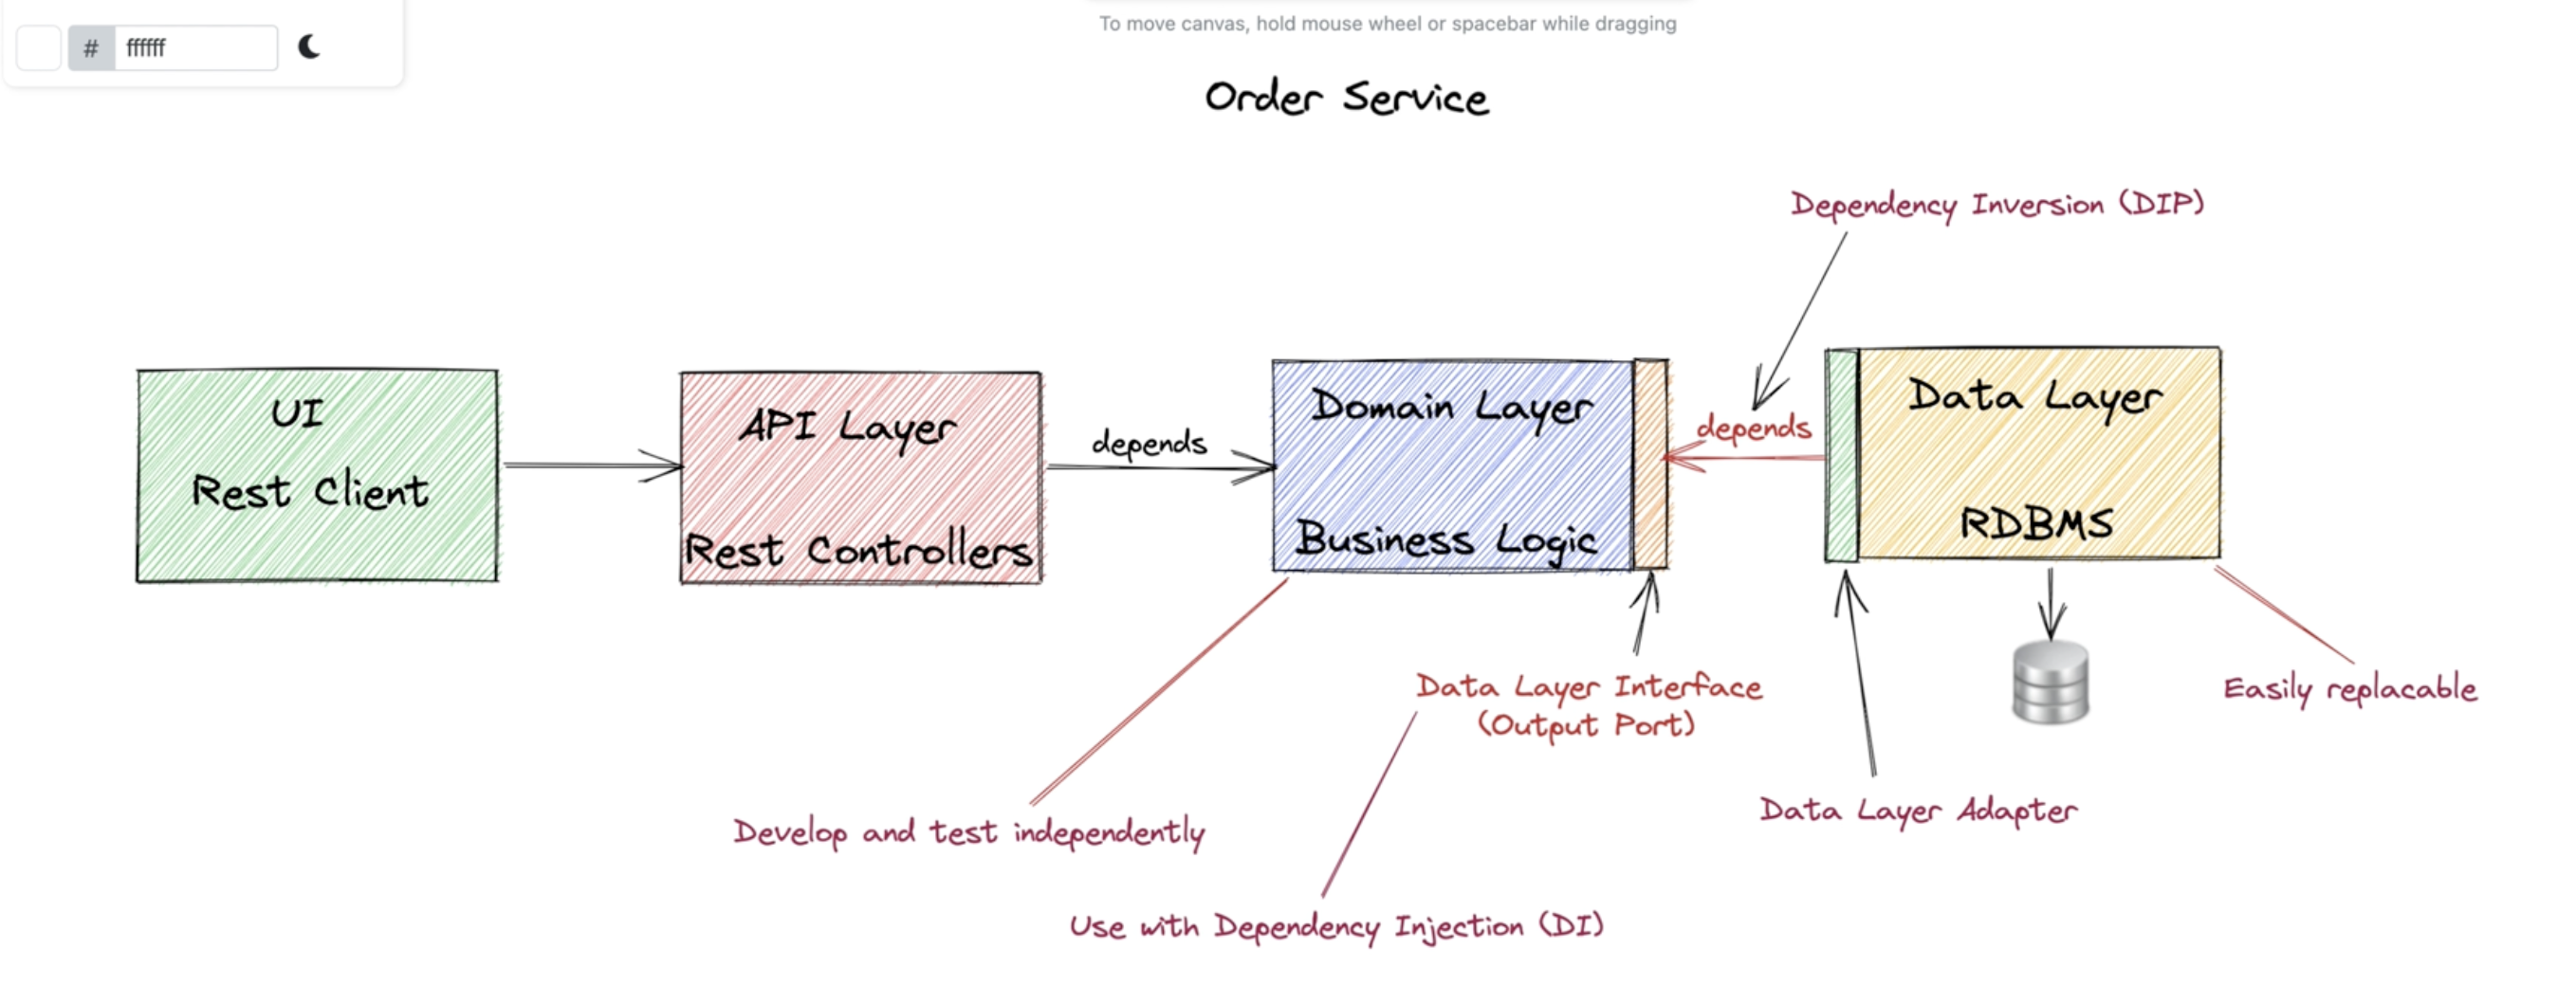 # ffffff
To move canvas, hold mouse wheel or spacebar while dragging
Order Service
Dependency Inversion (DIP)
UI
Rest Client
API Layer
Rest Controllers
depends
Domain Layer
Business Logic
depends
Data Layer
RDBMS
Data Layer Interface
(Output Port)
Easily replacable
Develop and test independently
Data Layer Adapter
Use with Dependency Injection (DI)